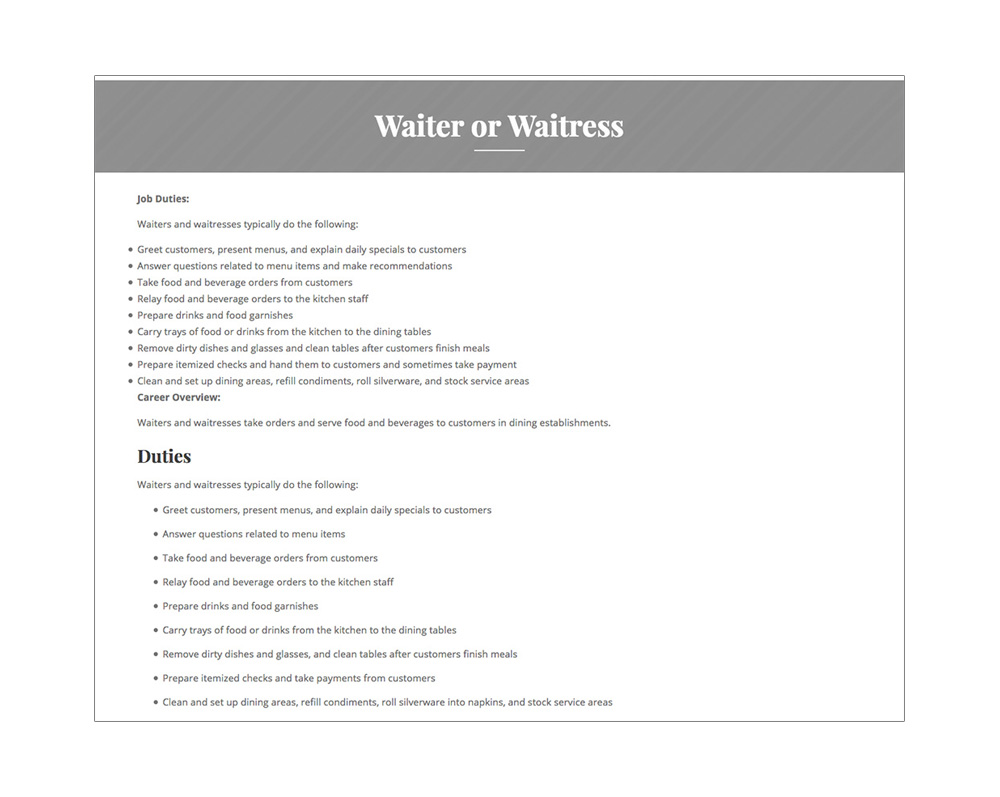 Waiter or Waitress
Job Duties:
Waiters and waitresses typically do the following:
• Greet customers, present menus, and explain daily specials to customers
• Answer questions related to menu items and make recommendations
• Take food and beverage orders from customers
• Relay food and beverage orders to the kitchen staff
• Prepare drinks and food garnishes
• Carry trays of food or drinks from the kitchen to the dining tables
• Remove dirty dishes and glasses and clean tables after customers finish meals
• Prepare itemized checks and hand them to customers and sometimes take payment
• Clean and set up dining areas, refill condiments, roll silverware, and stock service areas
Career Overview:
Waiters and waitresses take orders and serve food and beverages to customers in dining establishments.
Duties
Waiters and waitresses typically do the following:
• Greet customers, present menus, and explain daily specials to customers
• Answer questions related to menu items
• Take food and beverage orders from customers
• Relay food and beverage orders to the kitchen staff
• Prepare drinks and food garnishes
• Carry trays of food or drinks from the kitchen to the dining tables
• Remove dirty dishes and glasses, and clean tables after customers finish meals
• Prepare itemized checks and take payments from customers
• Clean and set up dining areas, refill condiments, roll silverware into napkins, and stock service areas